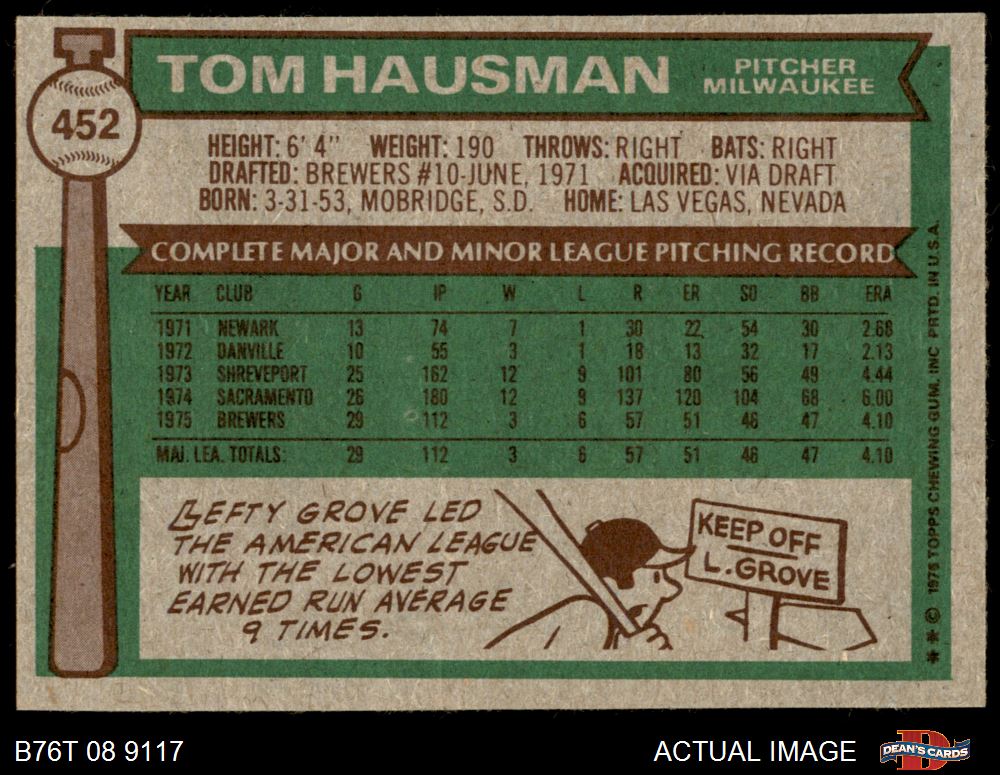 TOM HAUSMAN
PITCHER
MILWAUKEE
452
HEIGHT: 6' 4" WEIGHT: 190 THROWS: RIGHT BATS: RIGHT
DRAFTED: BREWERS #10-JUNE, 1971 ACQUIRED: VIA DRAFT
BORN: 3-31-53, MOBRIDGE, S.D. HOME: LAS VEGAS, NEVADA
COMPLETE MAJOR AND MINOR LEAGUE PITCHING RECORD
YEAR CLUB G IP W L R ER SO BB ERA
1971 NEWARK 13 74 7 1 30 22 54 30 2.68
1972 DANVILLE 10 55 3 1 18 13 32 17 2.13
1973 SHREVEPORT 25 162 12 9 101 80 56 49 4.44
1974 SACRAMENTO 26 180 12 9 137 120 104 68 6.00
1975 BREWERS 29 112 3 6 57 51 46 47 4.10
MAJ. LEA. TOTALS: 29 112 3 6 57 51 46 47 4.10
LEFTY GROVE LED
THE AMERICAN LEAGUE
WITH THE LOWEST
EARNED RUN AVERAGE
9 TIMES.
KEEP OFF
L. GROVE
** © 1976 TOPPS CHEWING GUM, INC PRTD. IN U.S.A.
B76T 08 9117
ACTUAL IMAGE
D
DEAN'S CARDS